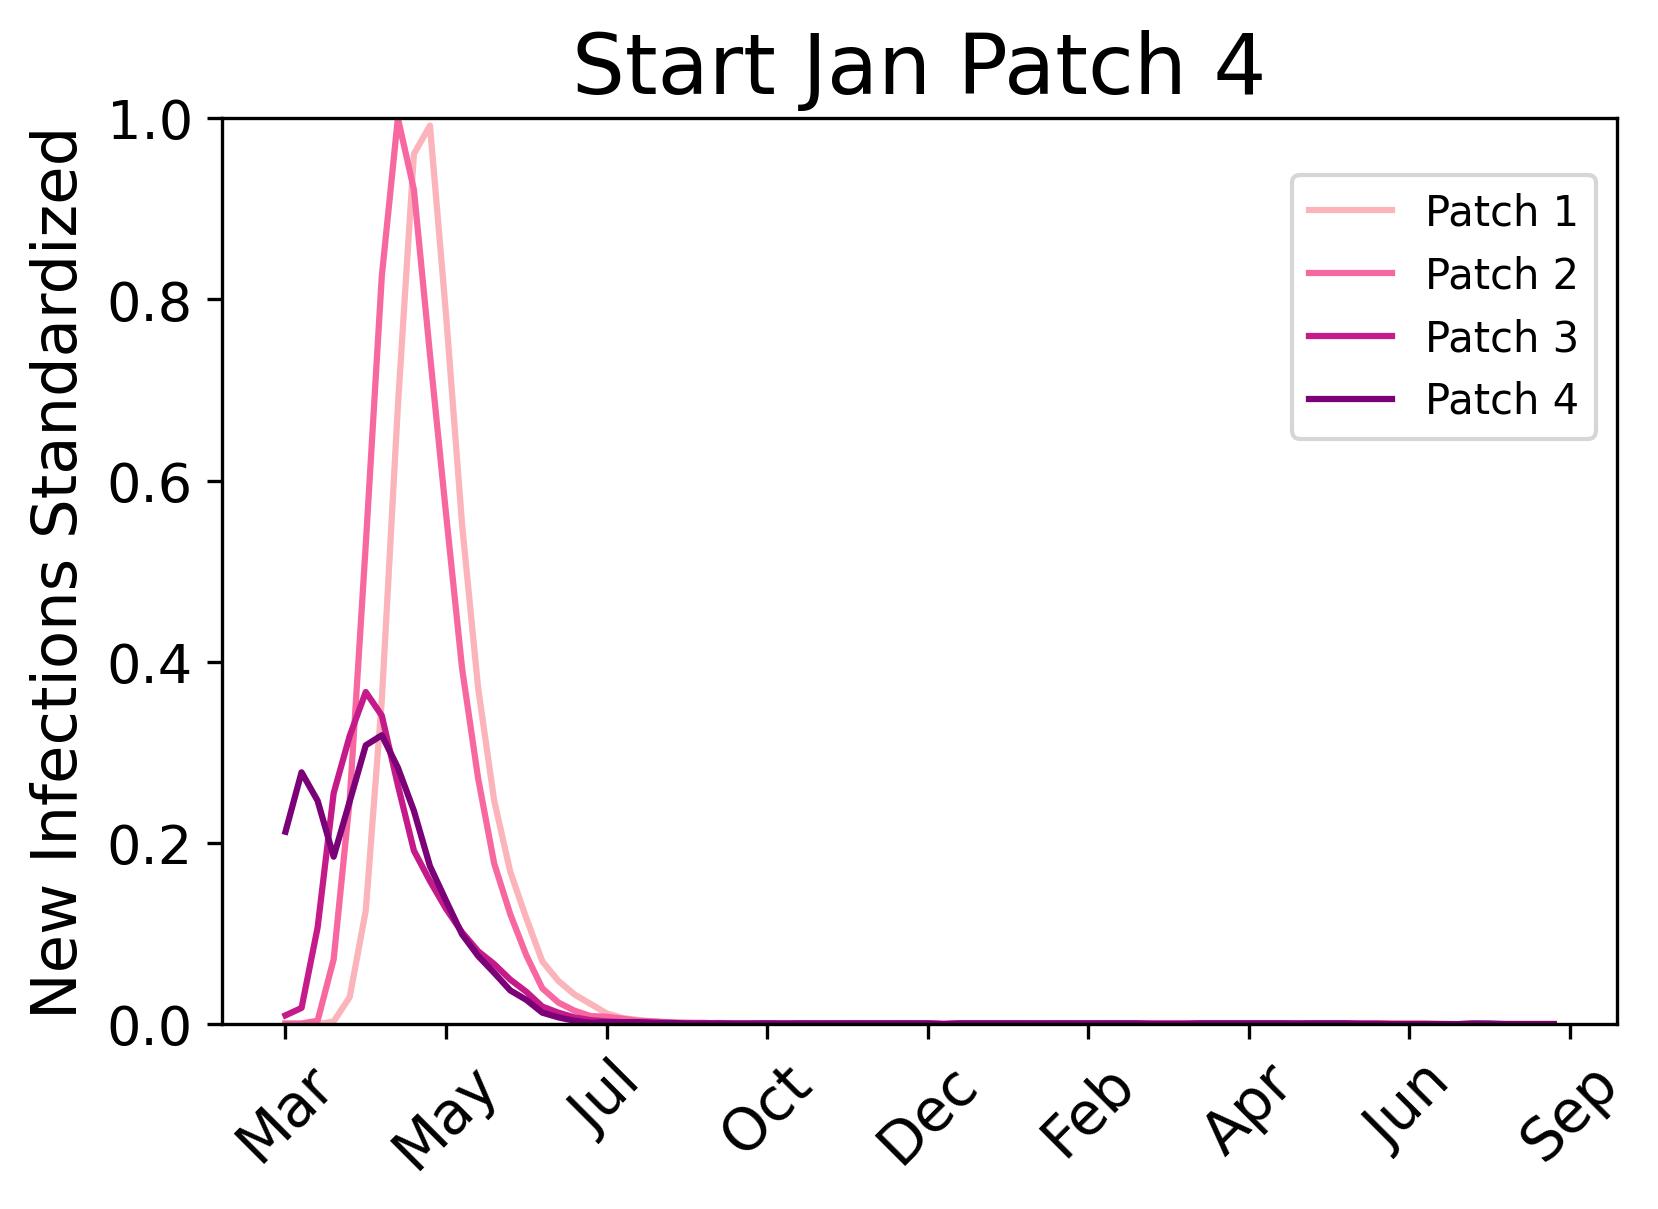 Start Jan Patch 4
New Infections Standardized
1.0
0.8
0.6
0.4
0.2
0.0
Patch 1
Patch 2
Patch 3
Patch 4
Mar May Jul Oct Dec Feb Apr Jun Sep